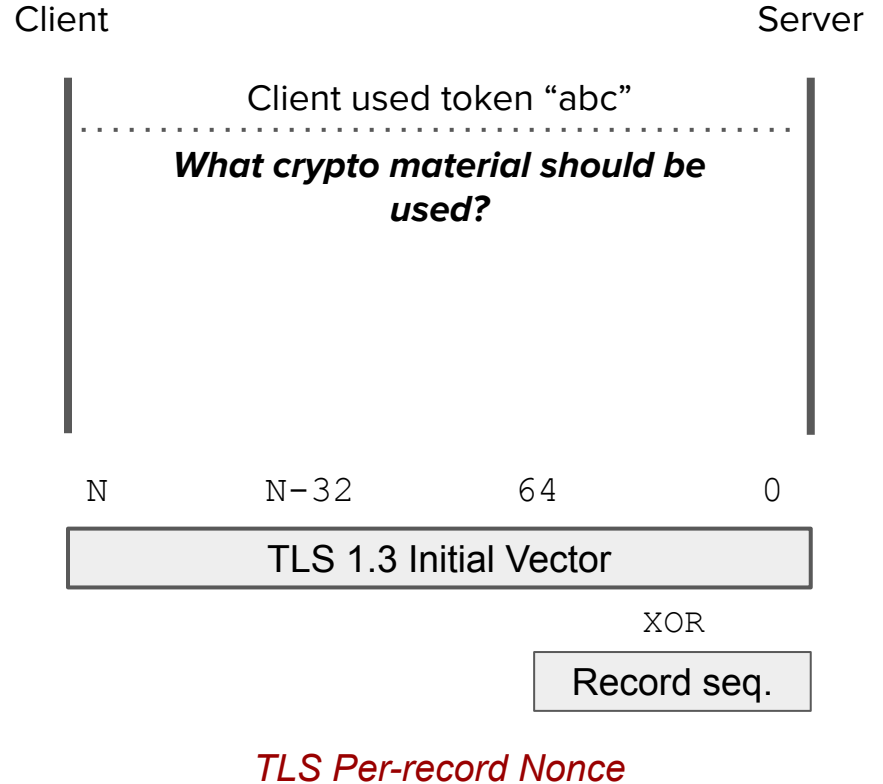 Client Server
Client used token “abc”
What crypto material should be
used?
N N-32 64 0
TLS 1.3 Initial Vector
XOR
Record seq.
TLS Per-record Nonce